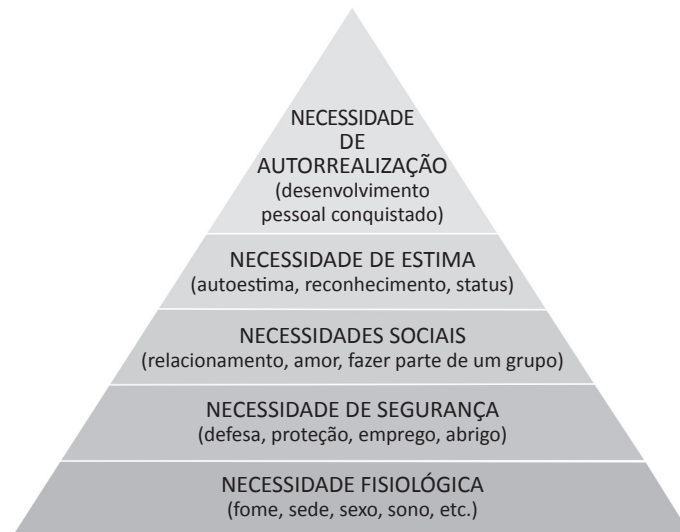 NECESSIDADE
DE
AUTORREALIZAÇÃO
(desenvolvimento
pessoal conquistado)
NECESSIDADE DE ESTIMA
(autoestima, reconhecimento, status)
NECESSIDADES SOCIAIS
(relacionamento, amor, fazer parte de um grupo)
NECESSIDADE DE SEGURANÇA
(defesa, proteção, emprego, abrigo)
NECESSIDADE FISIOLÓGICA
(fome, sede, sexo, sono, etc.)